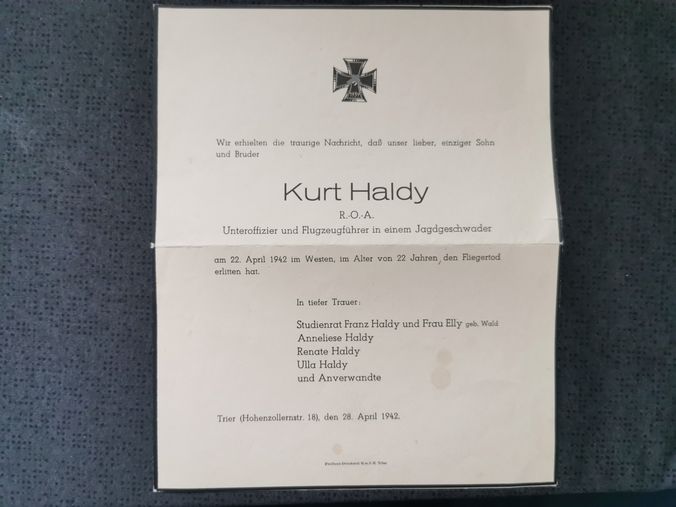 Wir erhielten die traurige Nachricht, daß unser lieber, einziger Sohn
und Bruder
Kurt Haldy
R.-O.-A.
Unteroffizier und Flugzeugführer in einem Jagdgeschwader
am 22. April 1942 im Westen, im Alter von 22 Jahren, den Fliegertod
erlitten hat.
In tiefer Trauer:
Studienrat Franz Haldy und Frau Elly geb. Wald
Anneliese Haldy
Renate Haldy
Ulla Haldy
und Anverwandte
Trier (Hohenzollernstr. 18), den 28. April 1942.